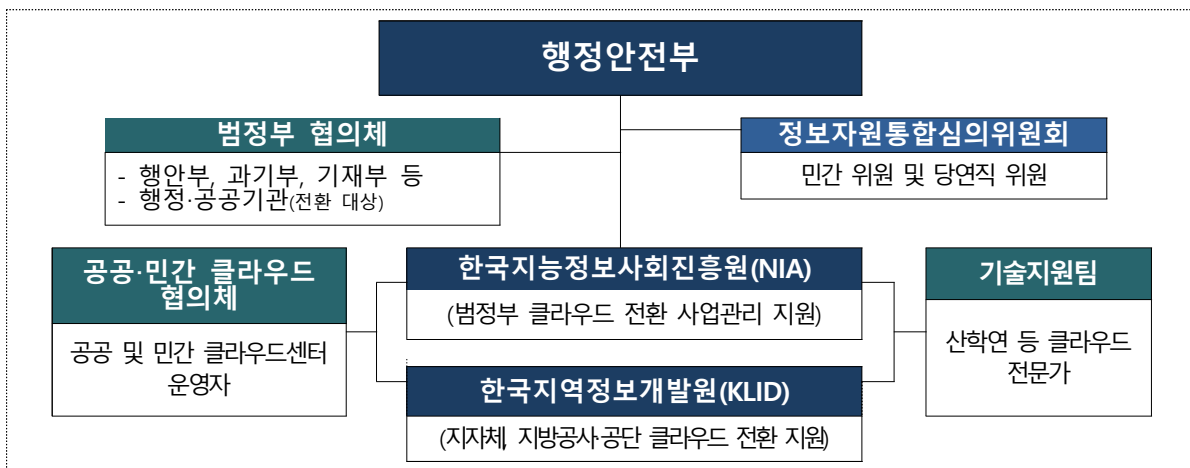 행정안전부
범정부 협의체
- 행안부, 과기부, 기재부 등
- 행정·공공기관(전환 대상)
정보자원통합심의위원회
민간 위원 및 당연직 위원
공공·민간 클라우드
협의체
공공 및 민간 클라우드센터
운영자
한국지능정보사회진흥원(NIA)
(범정부 클라우드 전환 사업관리 지원)
한국지역정보개발원(KLID)
(지자체, 지방공사·공단 클라우드 전환 지원)
기술지원팀
산학연 등 클라우드
전문가